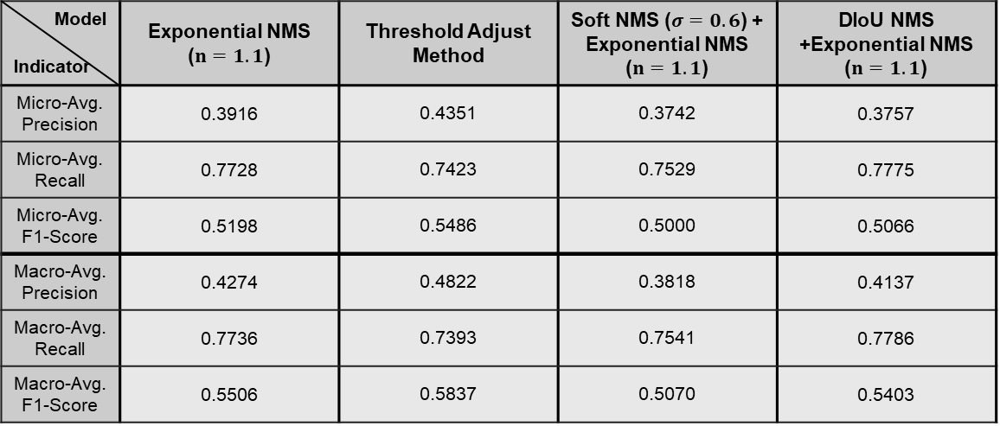 Model
Indicator
Exponential NMS
(n = 1.1)
Threshold Adjust
Method
Soft NMS (σ = 0.6) +
Exponential NMS
(n = 1.1)
DIoU NMS
+Exponential NMS
(n = 1.1)
Micro-Avg.
Precision
0.3916
0.4351
0.3742
0.3757
Micro-Avg.
Recall
0.7728
0.7423
0.7529
0.7775
Micro-Avg.
F1-Score
0.5198
0.5486
0.5000
0.5066
Macro-Avg.
Precision
0.4274
0.4822
0.3818
0.4137
Macro-Avg.
Recall
0.7736
0.7393
0.7541
0.7786
Macro-Avg.
F1-Score
0.5506
0.5837
0.5070
0.5403